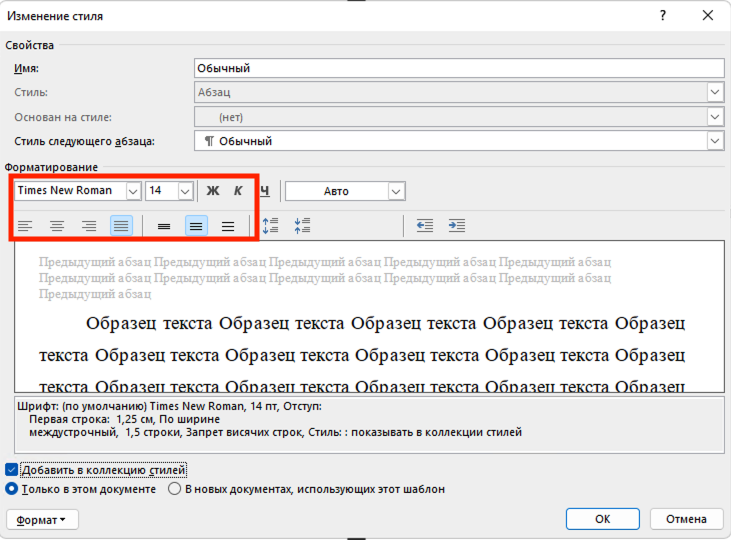 Изменение стиля ?
Свойства
Имя: Обычный
Стиль: Абзац
Основан на стиле: (нет)
Стиль следующего абзаца: ¶ Обычный
Форматирование
Times New Roman 14 Ж К Ч Авто
Предыдущий абзац Предыдущий абзац Предыдущий абзац Предыдущий абзац Предыдущий абзац
Предыдущий абзац Предыдущий абзац Предыдущий абзац Предыдущий абзац Предыдущий абзац
Предыдущий абзац
Образец текста Образец текста Образец текста Образец текста Образец
текста Образец текста Образец текста Образец текста Образец текста Образец
текста Образец текста Образец текста Образец текста Образец текста Образец
Шрифт: (по умолчанию) Times New Roman, 14 пт, Отступ:
Первая строка: 1,25 см, По ширине
междустрочный, 1,5 строки, Запрет висячих строк, Стиль: : показывать в коллекции стилей
Добавить в коллекцию стилей
Только в этом документе В новых документах, использующих этот шаблон
Формат ОК Отмена